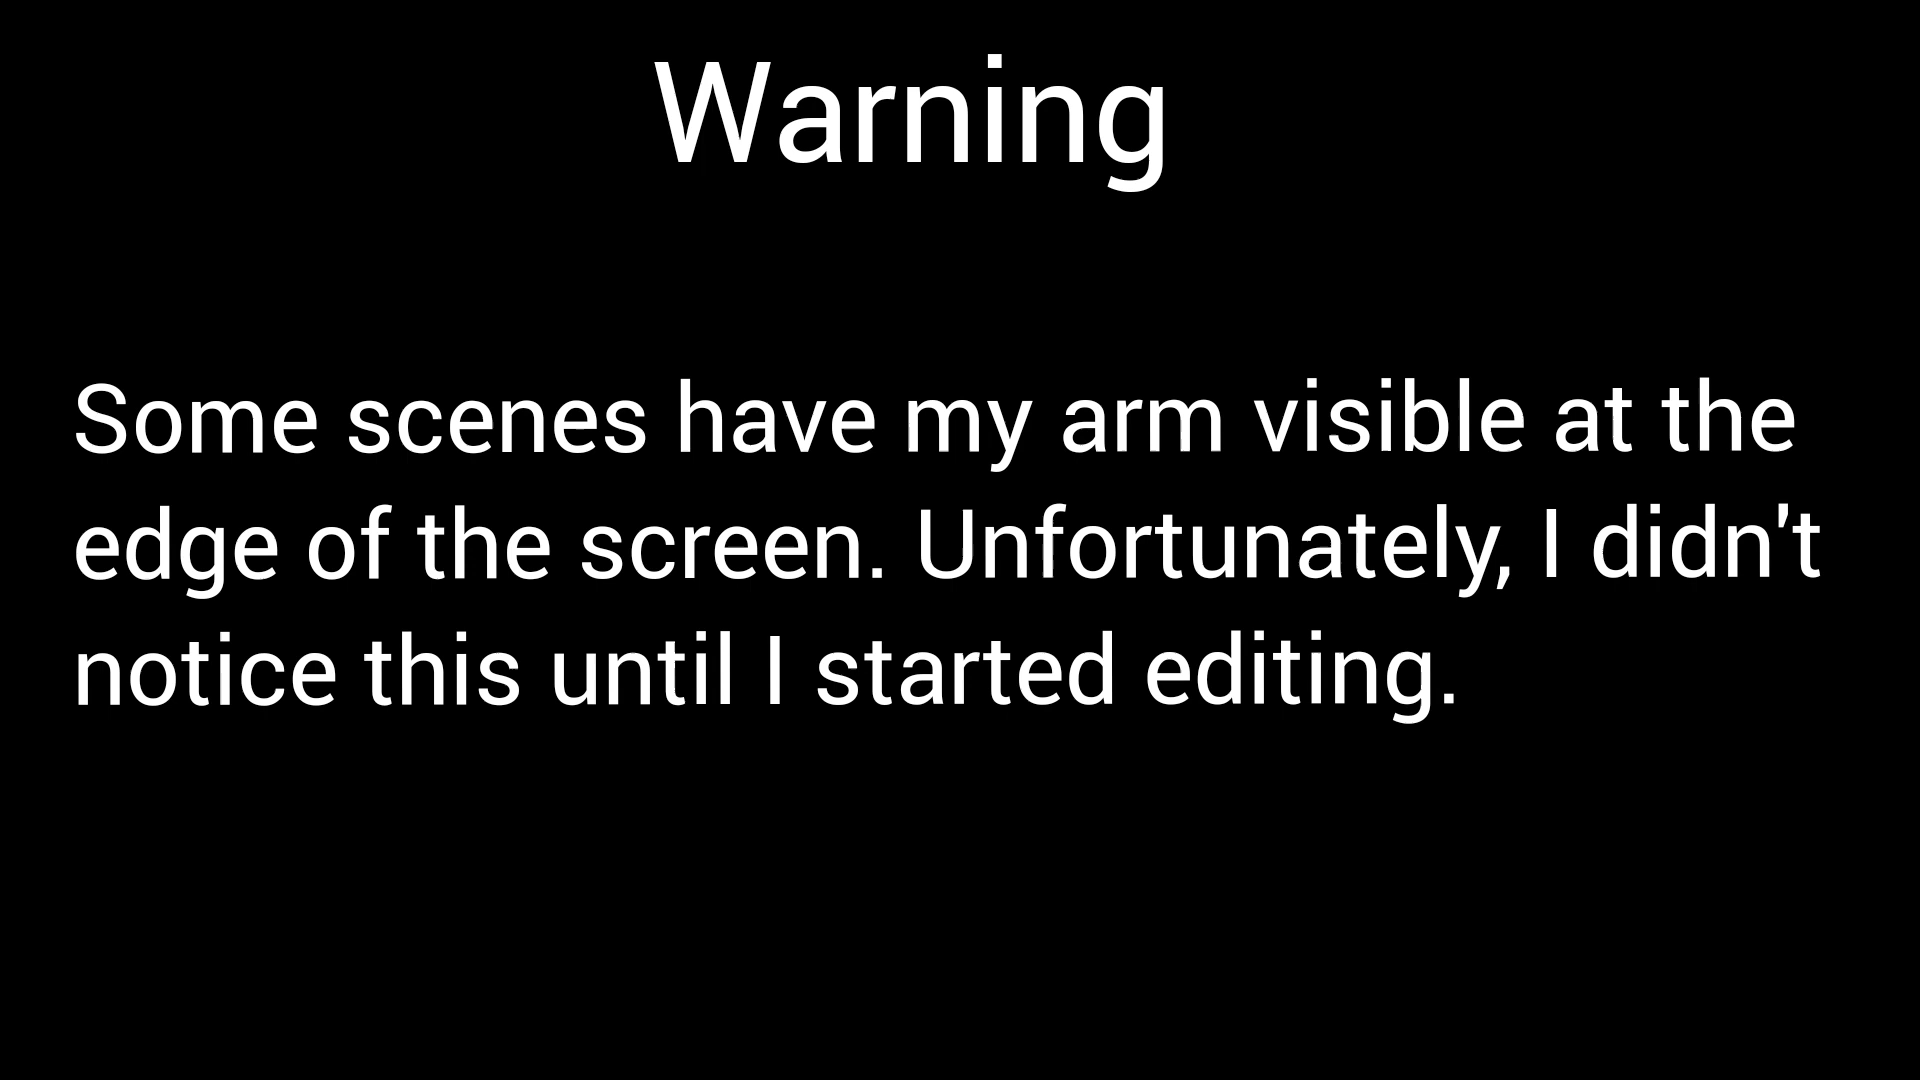 Warning
Some scenes have my arm visible at the
edge of the screen. Unfortunately, I didn't
notice this until I started editing.